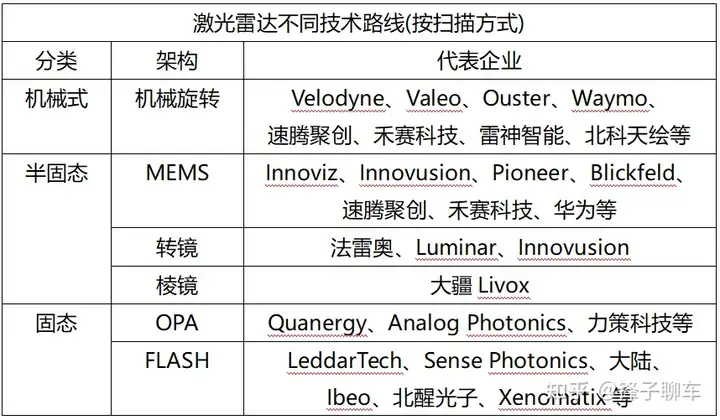 激光雷达不同技术路线(按扫描方式)
分类 架构 代表企业
机械式 机械旋转 Velodyne、Valeo、Ouster、Waymo、
速腾聚创、禾赛科技、雷神智能、北科天绘等
半固态 MEMS Innoviz、Innovusion、Pioneer、Blickfeld、
速腾聚创、禾赛科技、华为等
转镜 法雷奥、Luminar、Innovusion
棱镜 大疆 Livox
固态 OPA Quanergy、Analog Photonics、力策科技等
FLASH LeddarTech、Sense Photonics、大陆、
Ibeo、北醒光子、Xenomatix 等
知乎 @锋子聊车